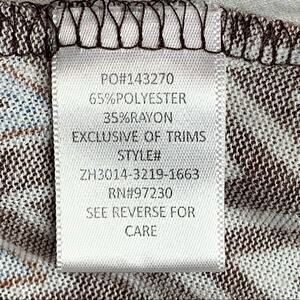 PO#143270
65%POLYESTER
35%RAYON
EXCLUSIVE OF TRIMS
STYLE#
ZH3014-3219-1663
RN#97230
SEE REVERSE FOR
CARE